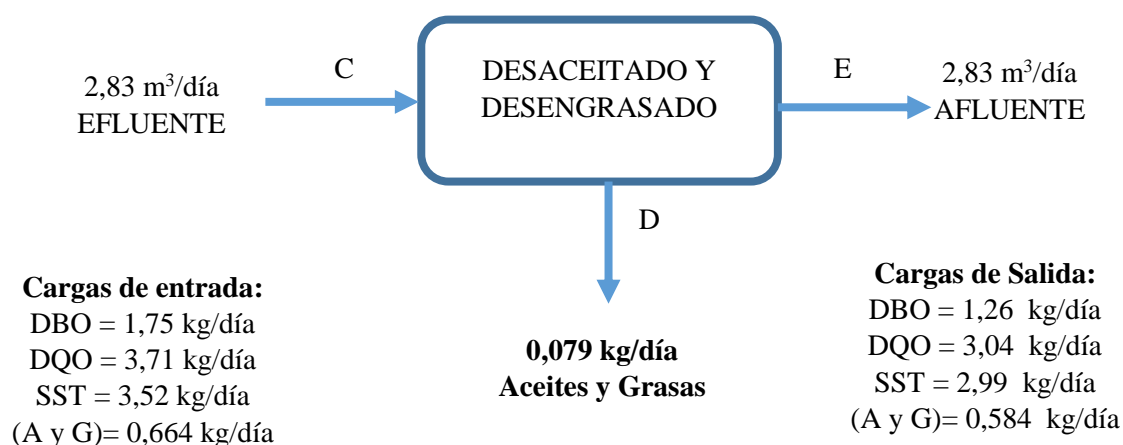 2,83 m³/día
EFLUENTE
C
DESACEITADO Y
DESENGRASADO
E
2,83 m³/día
AFLUENTE
D
Cargas de entrada:
DBO = 1,75 kg/día
DQO = 3,71 kg/día
SST = 3,52 kg/día
(A y G)= 0,664 kg/día
0,079 kg/día
Aceites y Grasas
Cargas de Salida:
DBO = 1,26 kg/día
DQO = 3,04 kg/día
SST = 2,99 kg/día
(A y G)= 0,584 kg/día